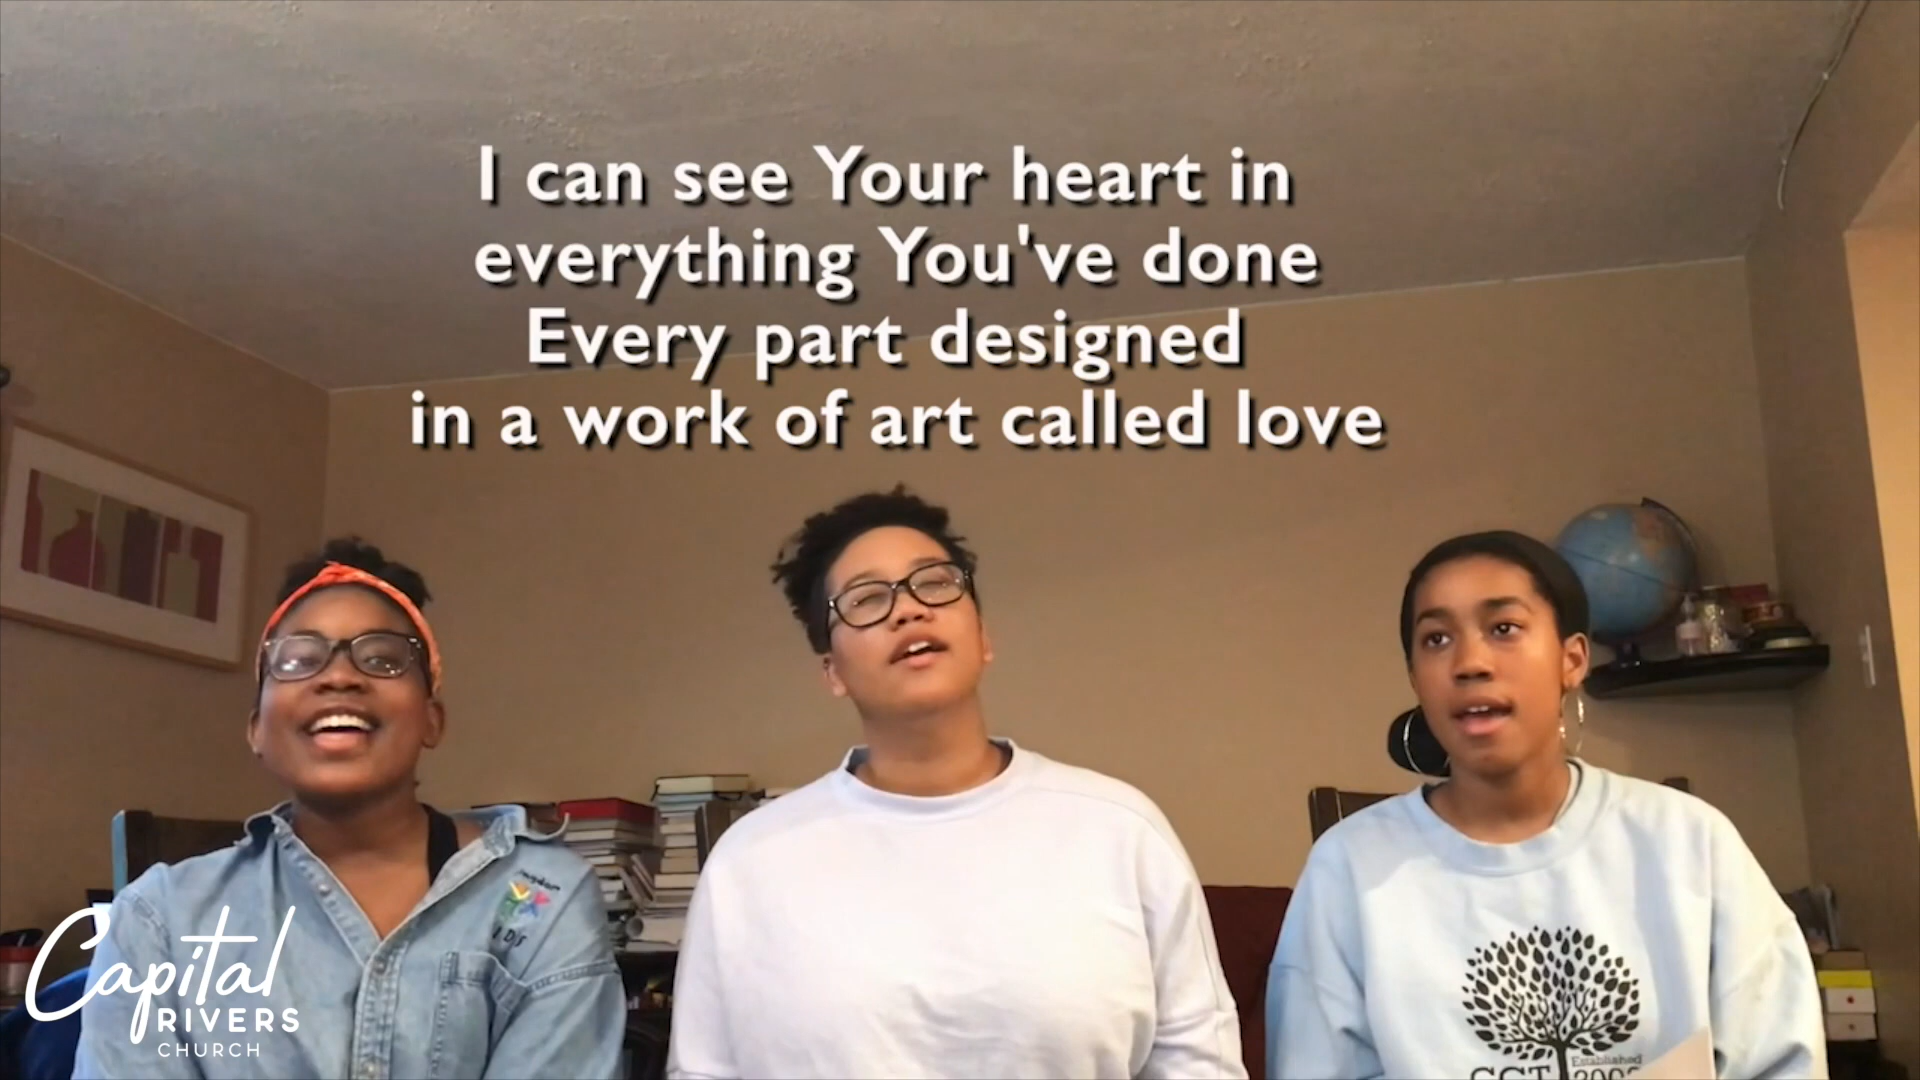 I can see Your heart in
everything You've done
Every part designed
in a work of art called love
Capital
RIVERS
CHURCH
Established